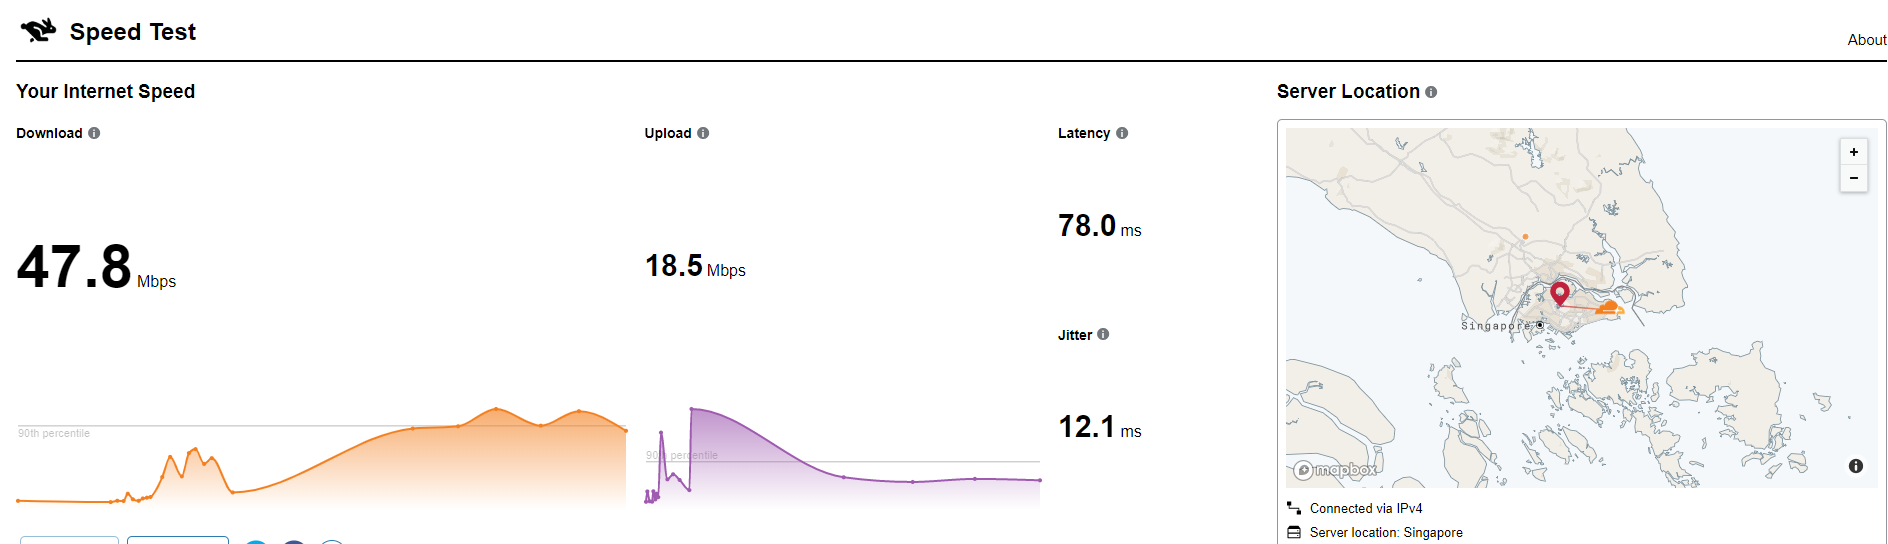 Speed Test
About
Your Internet Speed
Download
47.8 Mbps
90th percentile
Upload
18.5 Mbps
90th percentile
Latency
78.0 ms
Jitter
12.1 ms
Server Location
+
−
Singapore
mapbox
Connected via IPv4
Server location: Singapore